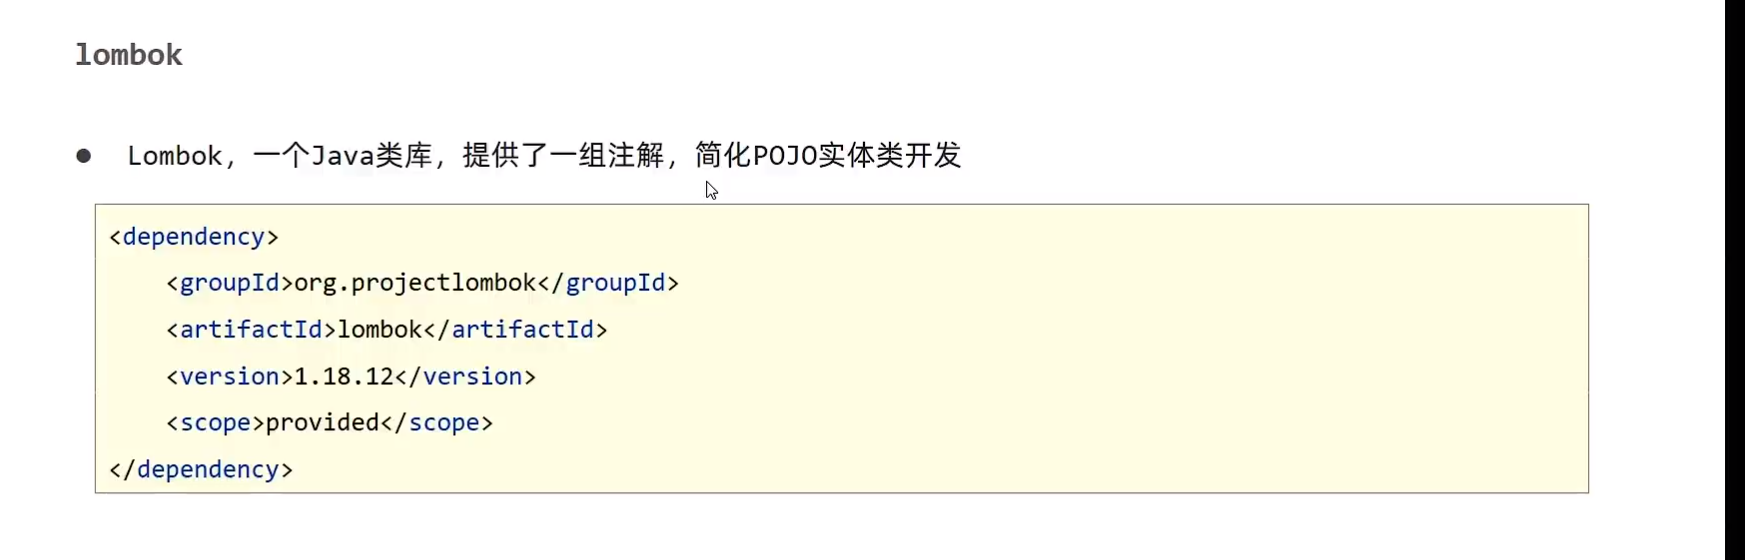 lombok
● Lombok，一个Java类库，提供了一组注解，简化POJO实体类开发
<dependency>
    <groupId>org.projectlombok</groupId>
    <artifactId>lombok</artifactId>
    <version>1.18.12</version>
    <scope>provided</scope>
</dependency>